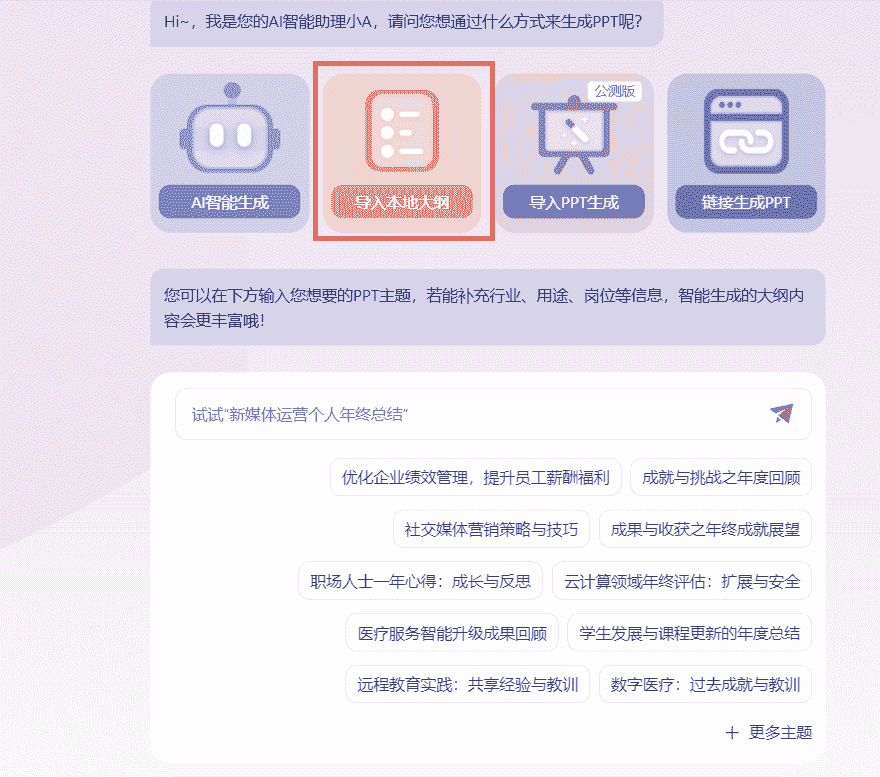 Hi~，我是您的AI智能助理小A，请问您想通过什么方式来生成PPT呢？
公测版
AI智能生成
导入本地大纲
导入PPT生成
链接生成PPT
您可以在下方输入您想要的PPT主题，若能补充行业、用途、岗位等信息，智能生成的大纲内
容会更丰富哦！
试试“新媒体运营个人年终总结”
优化企业绩效管理，提升员工薪酬福利
成就与挑战之年度回顾
社交媒体营销策略与技巧
成果与收获之年终成就展望
职场人士一年心得：成长与反思
云计算领域年终评估：扩展与安全
医疗服务智能升级成果回顾
学生发展与课程更新的年度总结
远程教育实践：共享经验与教训
数字医疗：过去成就与教训
+ 更多主题